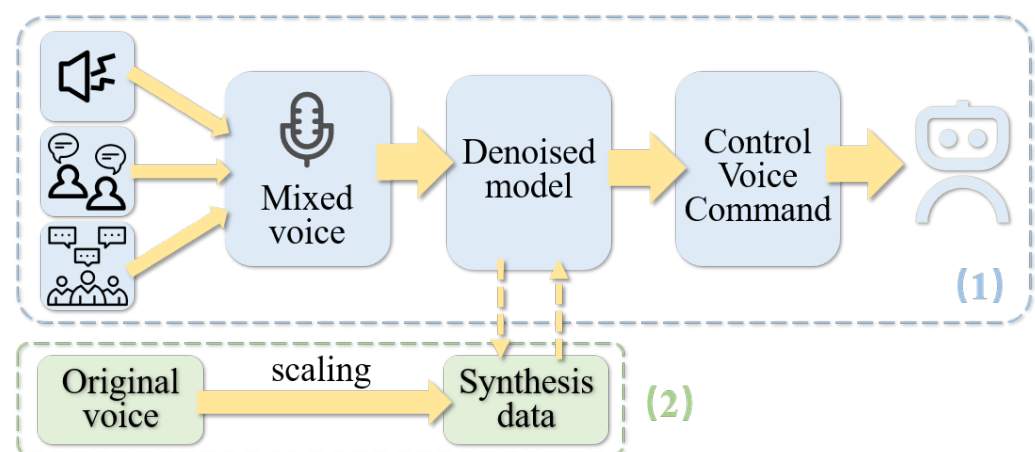 Mixed
voice
Denoised
model
Control
Voice
Command
(1)
Original
voice
scaling
Synthesis
data
(2)